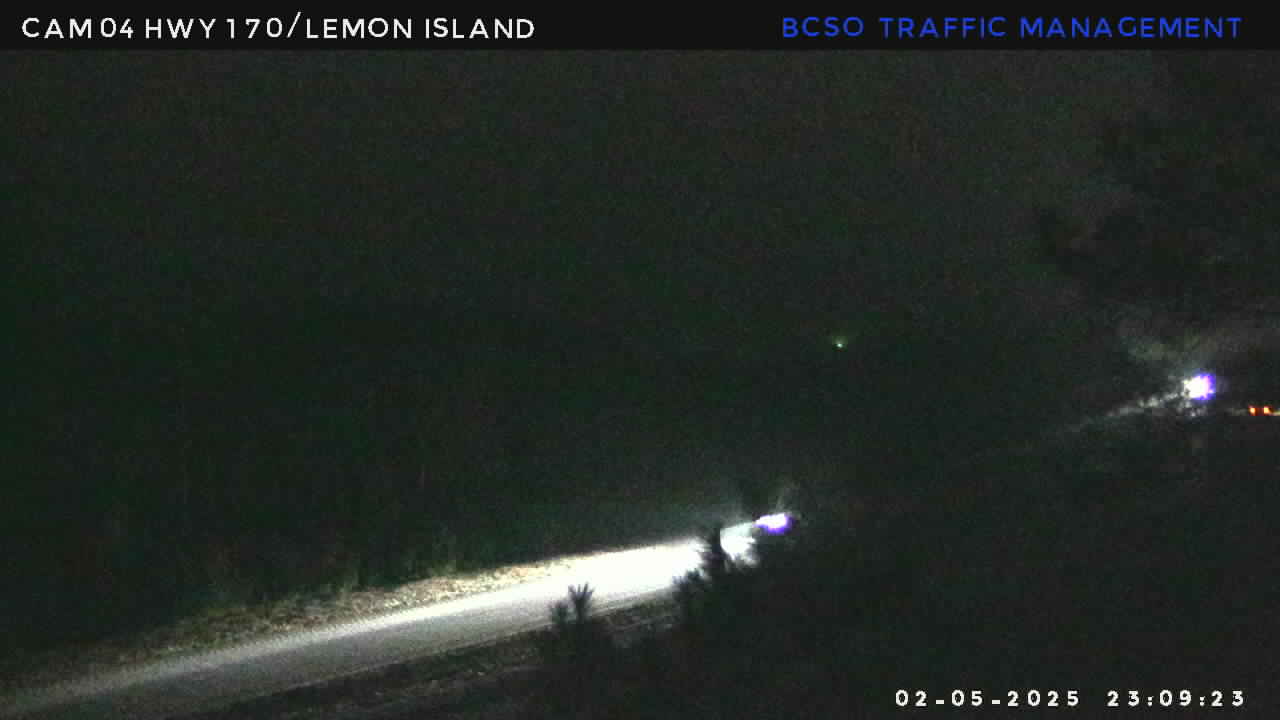 CAM04 HWY 170/LEMON ISLAND
BCSO TRAFFIC MANAGEMENT
02-05-2025 23:09:23